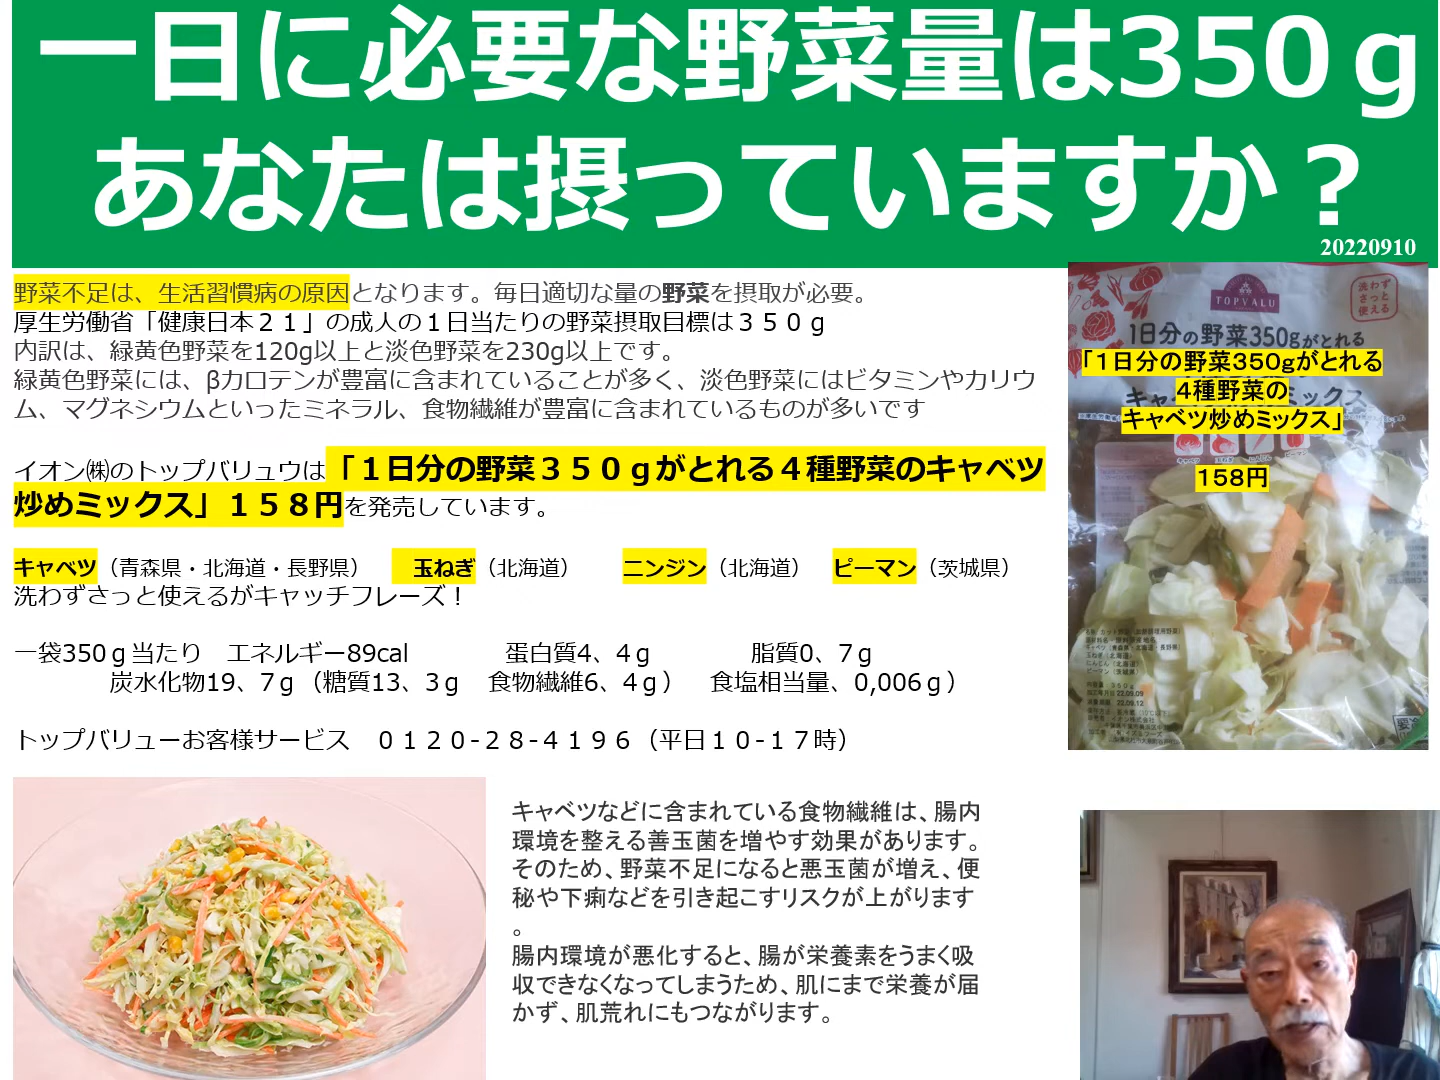 一日に必要な野菜量は350ｇ
あなたは摂っていますか？
20220910
野菜不足は、生活習慣病の原因となります。毎日適切な量の野菜を摂取が必要。
厚生労働省「健康日本２１」の成人の１日当たりの野菜摂取目標は３５０ｇ
内訳は、緑黄色野菜を120g以上と淡色野菜を230g以上です。
緑黄色野菜には、βカロテンが豊富に含まれていることが多く、淡色野菜にはビタミンやカリウ
ム、マグネシウムといったミネラル、食物繊維が豊富に含まれているものが多いです
イオン㈱のトップバリュウは「１日分の野菜３５０ｇがとれる４種野菜のキャベツ
炒めミックス」１５８円を発売しています。
キャベツ（青森県・北海道・長野県）　玉ねぎ（北海道）　ニンジン（北海道）　ピーマン（茨城県）
洗わずさっと使えるがキャッチフレーズ！
一袋350ｇ当たり　エネルギー89cal　蛋白質4、4ｇ　脂質0、7ｇ
炭水化物19、7ｇ（糖質13、3ｇ　食物繊維6、4ｇ）　食塩相当量、0,006ｇ）
トップバリューお客様サービス　０１２０-２８-４１９６（平日１０-１７時）
TOPVALU
洗わず
さっと
使える
1日分の野菜350gがとれる
「１日分の野菜350gがとれる
４種野菜の
キャベツ炒めミックス」
１５８円
キャベツなどに含まれている食物繊維は、腸内
環境を整える善玉菌を増やす効果があります。
そのため、野菜不足になると悪玉菌が増え、便
秘や下痢などを引き起こすリスクが上がります
。
腸内環境が悪化すると、腸が栄養素をうまく吸
収できなくなってしまうため、肌にまで栄養が届
かず、肌荒れにもつながります。